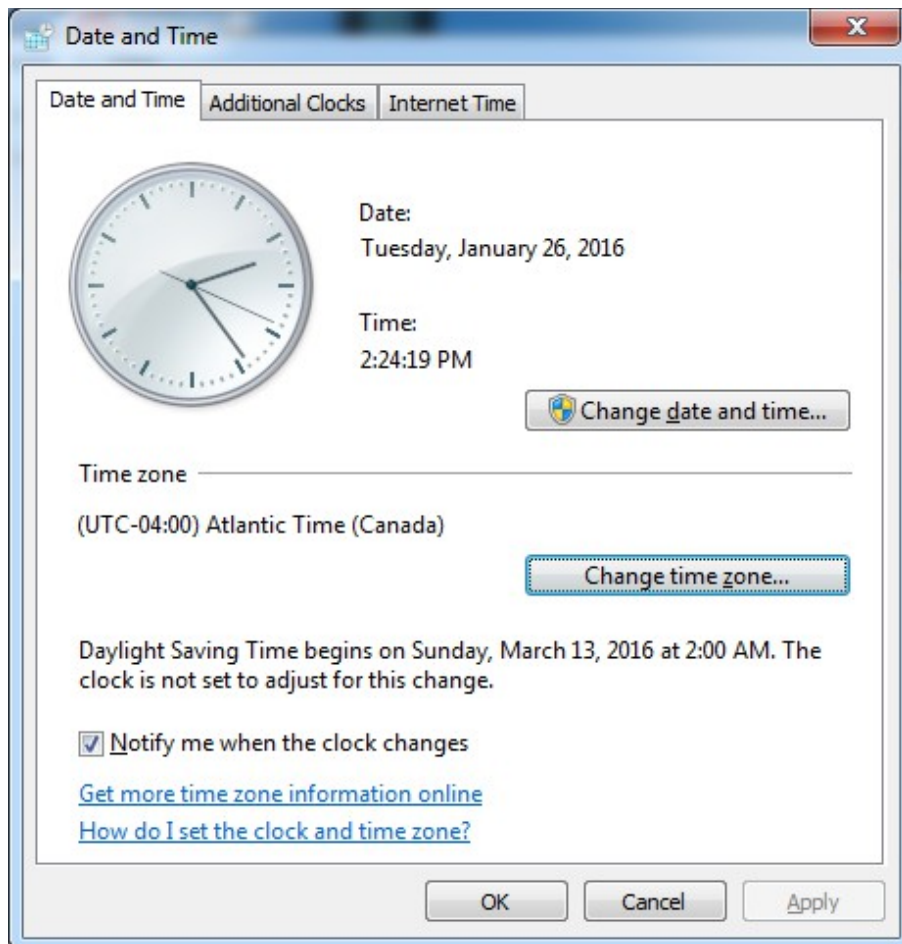 Date and Time
Date and Time
Additional Clocks
Internet Time
Date:
Tuesday, January 26, 2016
Time:
2:24:19 PM
Change date and time...
Time zone
(UTC-04:00) Atlantic Time (Canada)
Change time zone...
Daylight Saving Time begins on Sunday, March 13, 2016 at 2:00 AM. The
clock is not set to adjust for this change.
Notify me when the clock changes
Get more time zone information online
How do I set the clock and time zone?
OK
Cancel
Apply